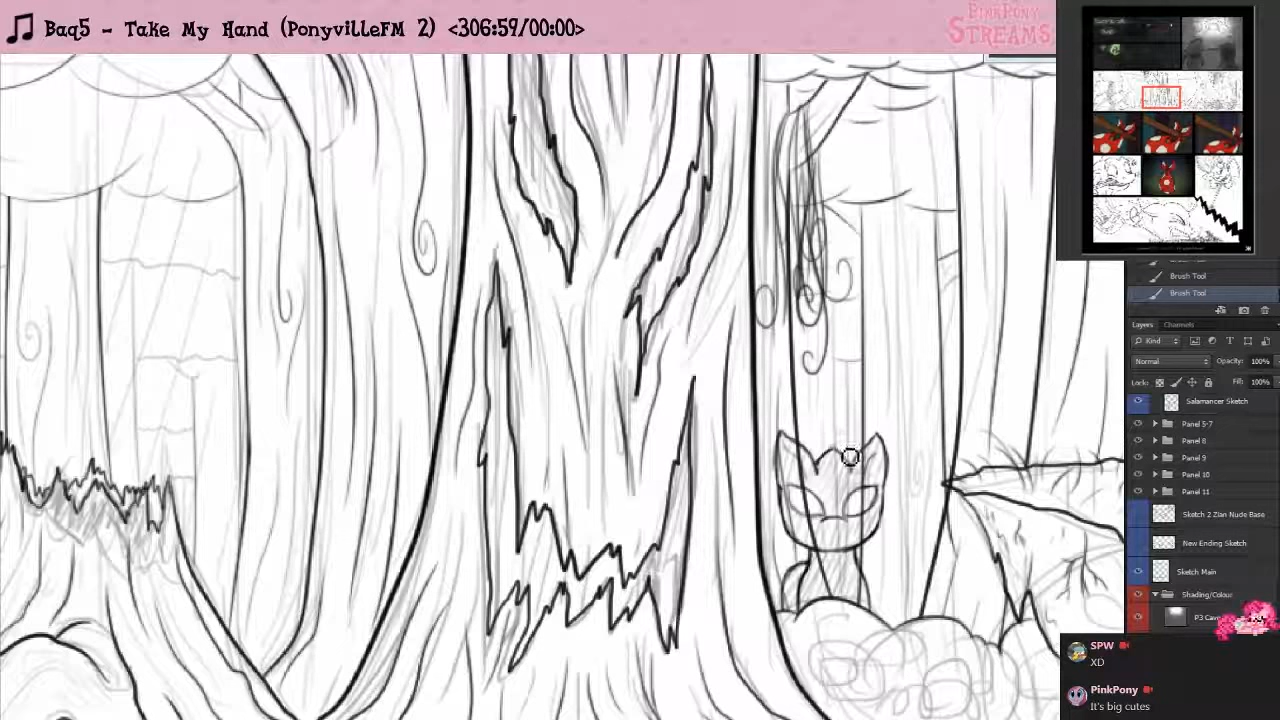 Baq5 - Take My Hand (PonyvilleFM 2) <306:59/00:00>
PINKPONY
STREAMS
Brush Tool
Brush Tool
Layers Channels
Kind
Normal Opacity: 100%
Lock: Fill: 100%
Salamancer Sketch
Panel 5-7
Panel 8
Panel 9
Panel 10
Panel 11
Sketch 2 Zian Nude Base
New Ending Sketch
Sketch Main
Shading/Colour
SPW
XD
PinkPony
It's big cutes